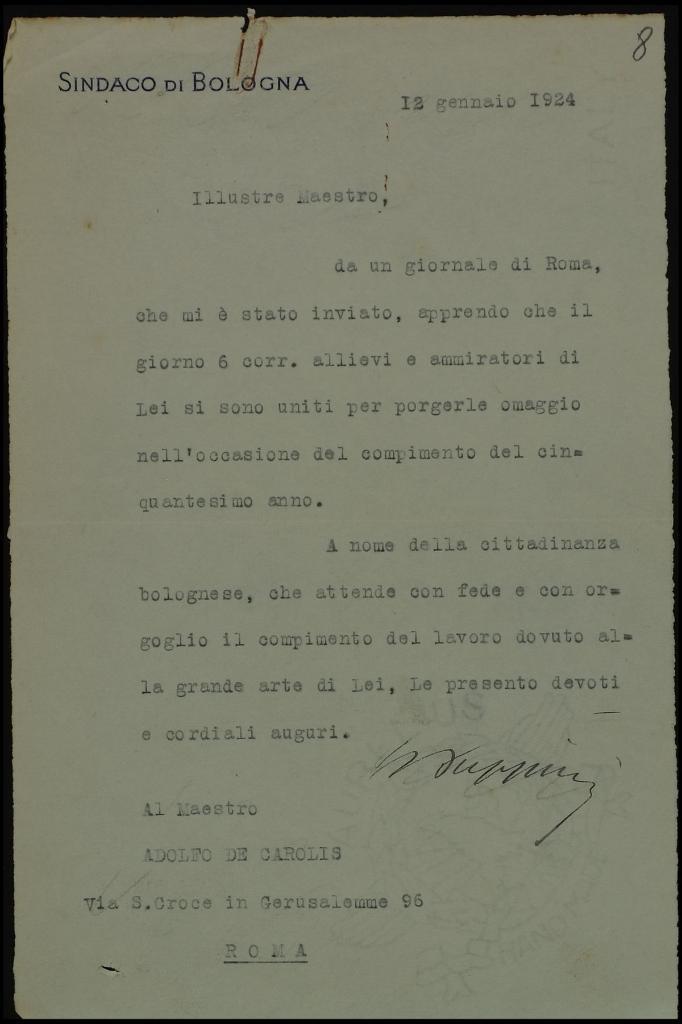 8
SINDACO DI BOLOGNA
12 gennaio 1924
Illustre Maestro,
da un giornale di Roma,
che mi è stato inviato, apprendo che il
giorno 6 corr. allievi e ammiratori di
Lei si sono uniti per porgerle omaggio
nell'occasione del compimento del cin=
quantesimo anno.
A nome della cittadinanza
bolognese, che attende con fede e con or=
goglio il compimento del lavoro dovuto al=
la grande arte di Lei, Le presento devoti
e cordiali auguri.
Al Maestro
ADOLFO DE CAROLIS
Via S.Croce in Gerusalemme 96
R O M A